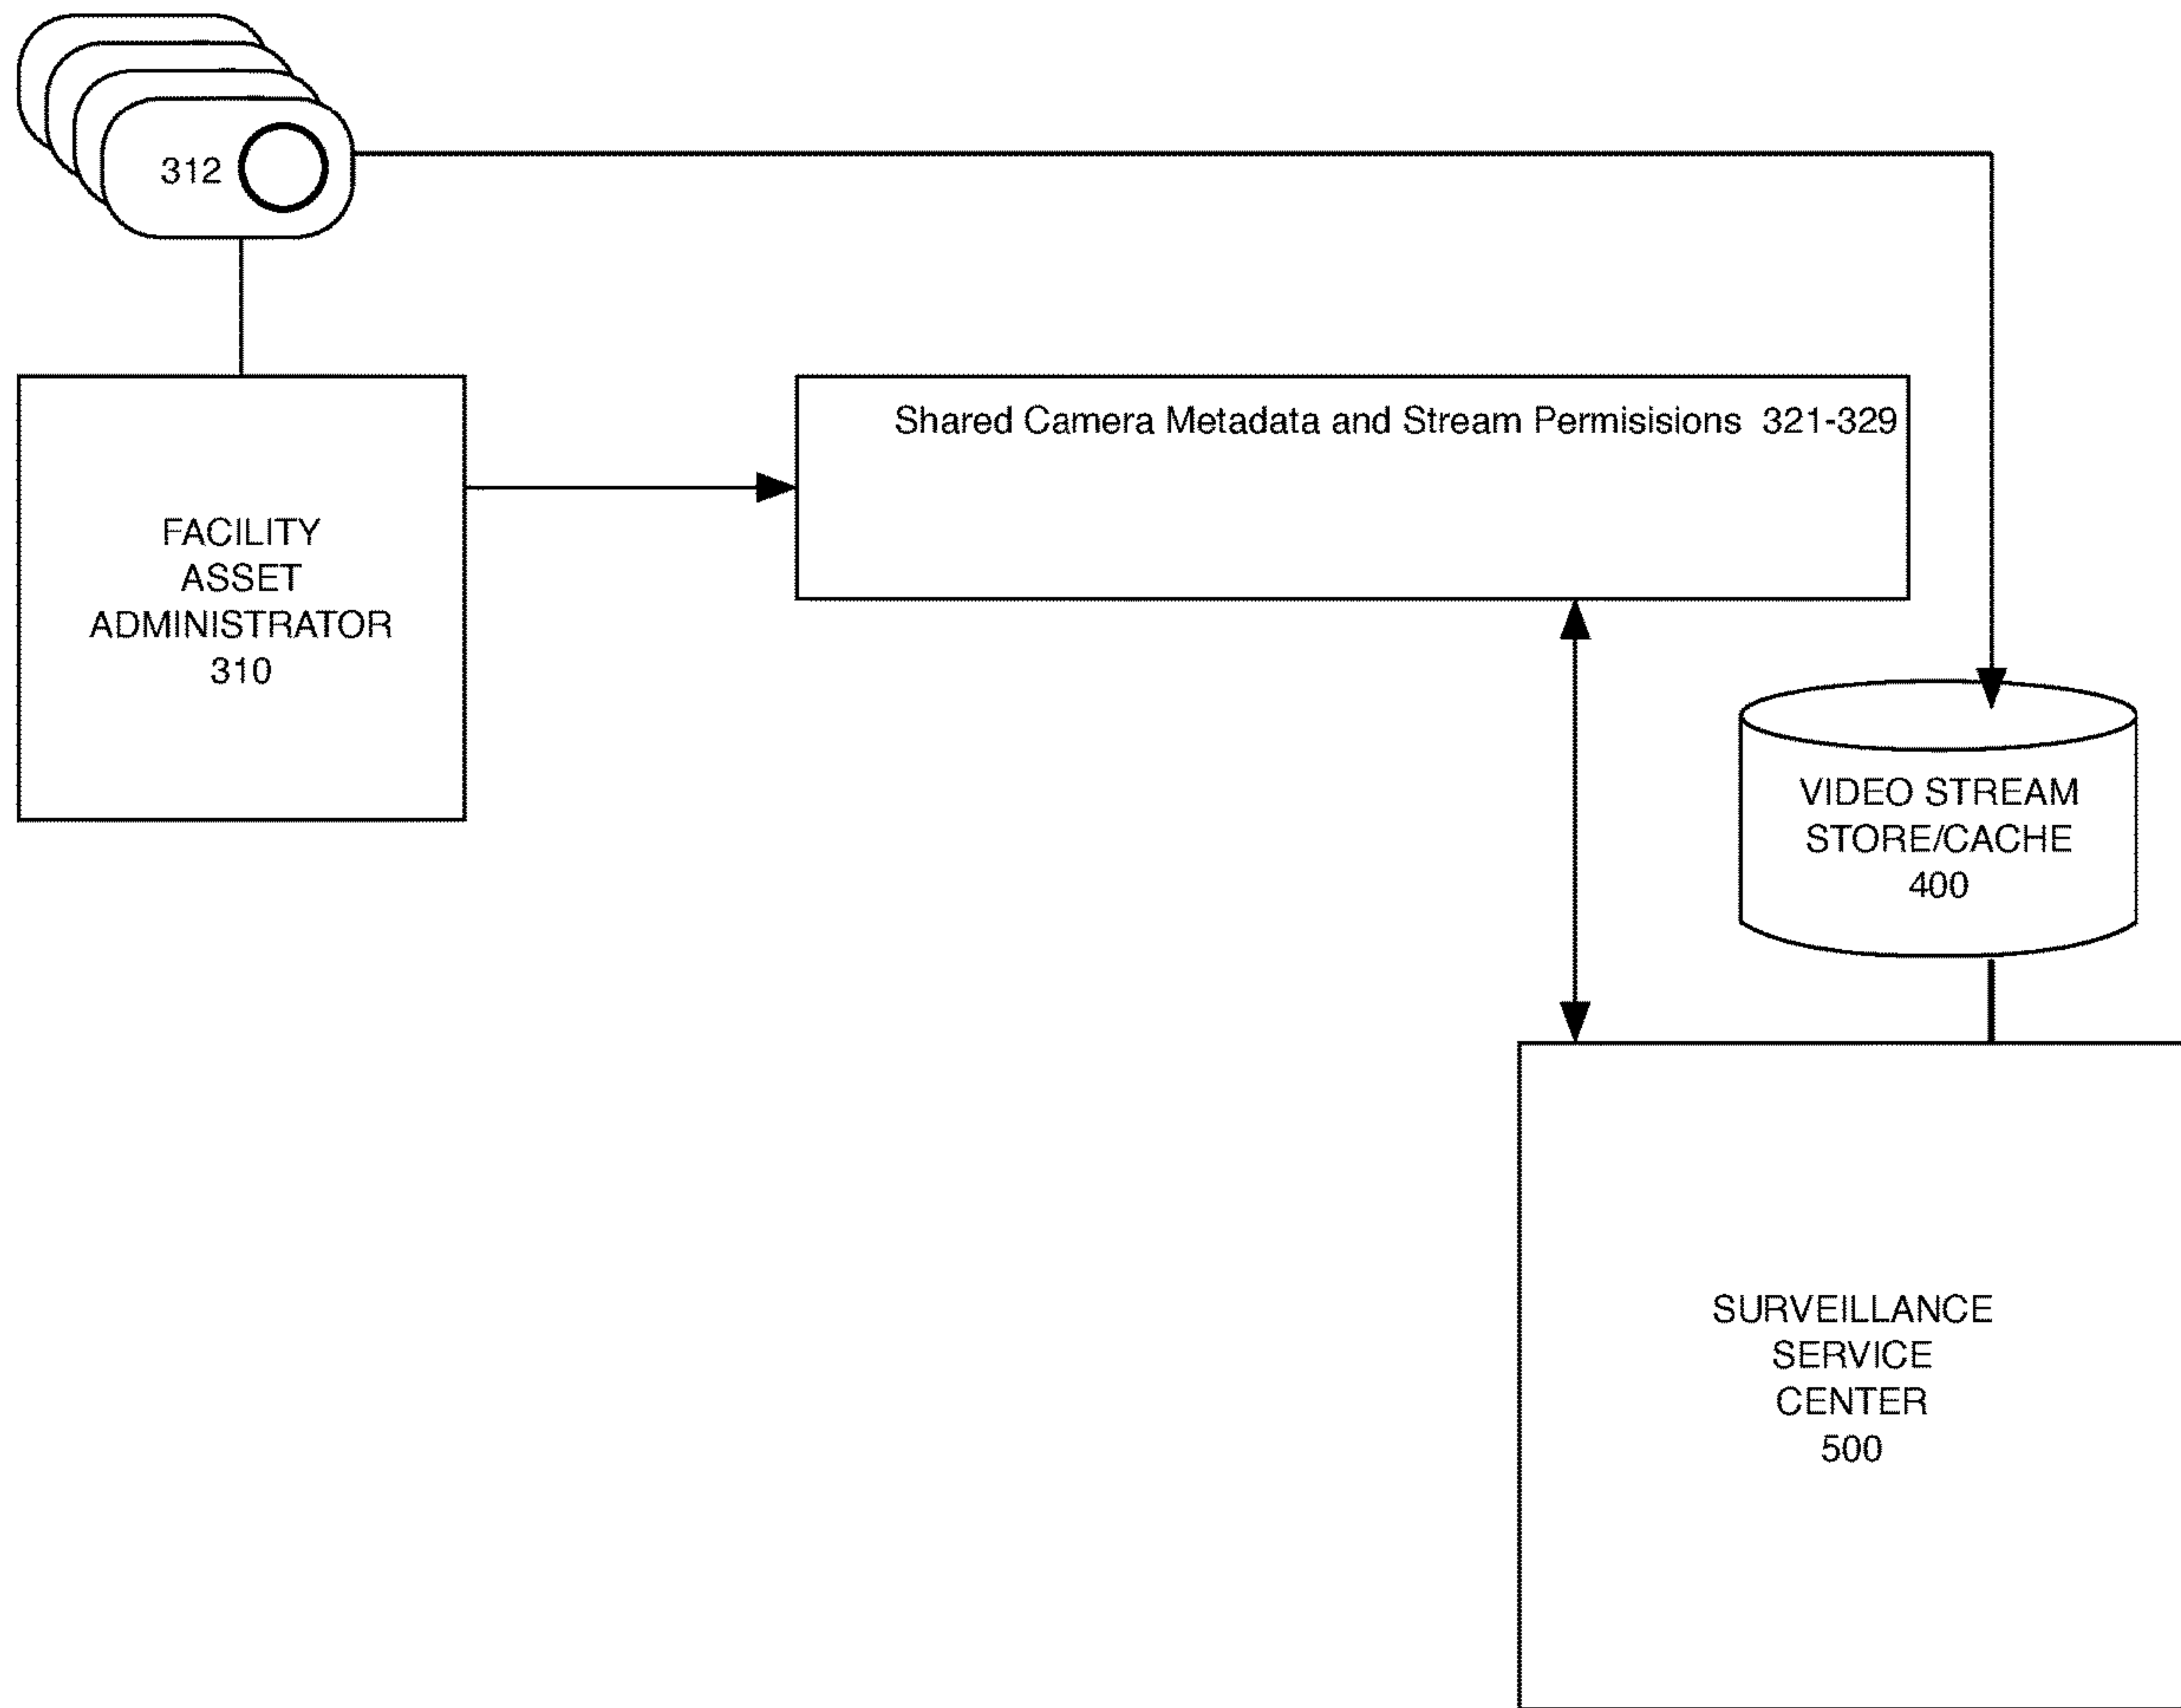 312
Shared Camera Metadata and Stream Permisisions 321-329
FACILITY
ASSET
ADMINISTRATOR
310
VIDEO STREAM
STORE/CACHE
400
SURVEILLANCE
SERVICE
CENTER
500